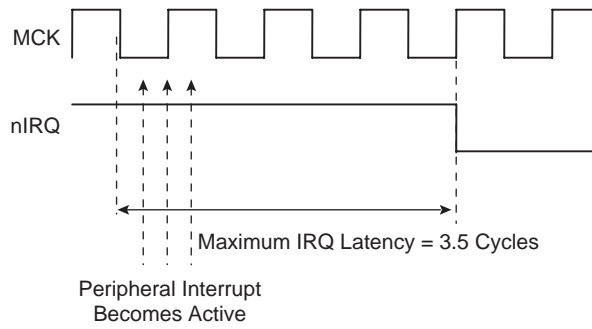 MCK
nIRQ
Maximum IRQ Latency = 3.5 Cycles
Peripheral Interrupt
Becomes Active